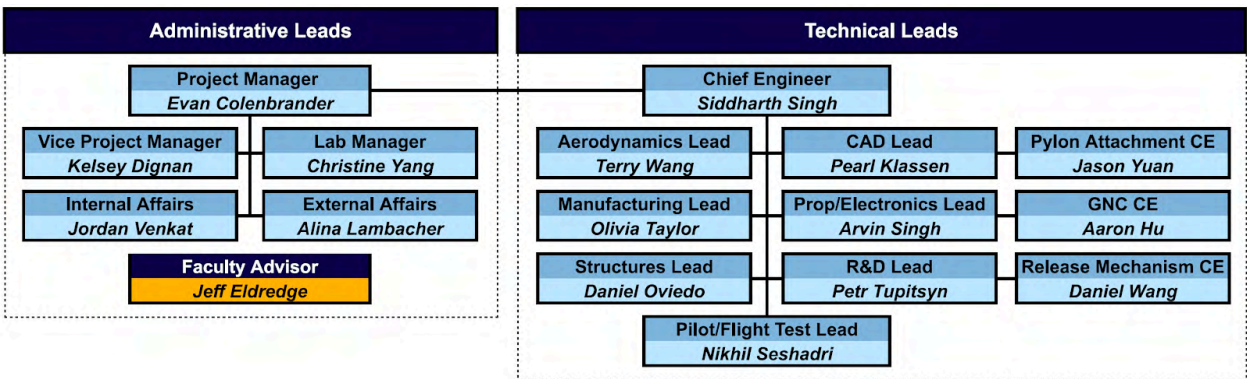 Administrative Leads
Project Manager
Evan Colenbrander
Vice Project Manager
Kelsey Dignan
Lab Manager
Christine Yang
Internal Affairs
Jordan Venkat
External Affairs
Alina Lambacher
Faculty Advisor
Jeff Eldredge
Technical Leads
Chief Engineer
Siddharth Singh
Aerodynamics Lead
Terry Wang
CAD Lead
Pearl Klassen
Pylon Attachment CE
Jason Yuan
Manufacturing Lead
Olivia Taylor
Prop/Electronics Lead
Arvin Singh
GNC CE
Aaron Hu
Structures Lead
Daniel Oviedo
R&D Lead
Petr Tupitsyn
Release Mechanism CE
Daniel Wang
Pilot/Flight Test Lead
Nikhil Seshadri